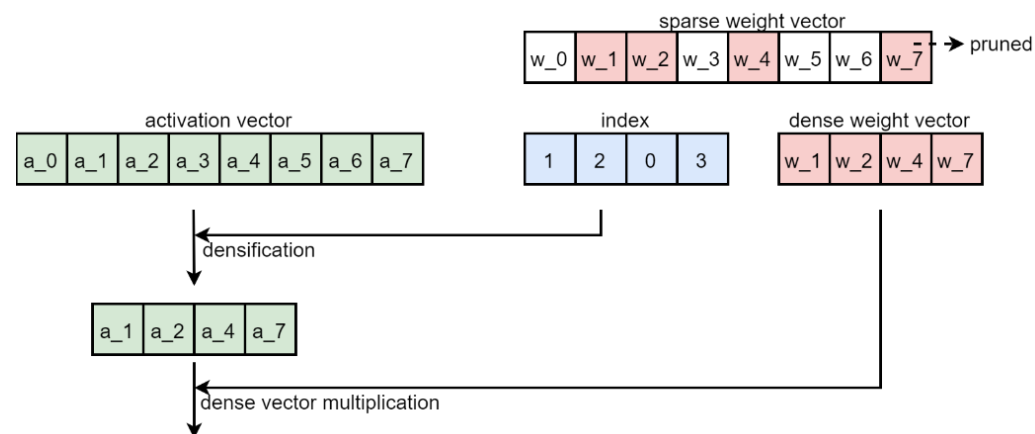 sparse weight vector
w_0 w_1 w_2 w_3 w_4 w_5 w_6 w_7 pruned
activation vector index dense weight vector
a_0 a_1 a_2 a_3 a_4 a_5 a_6 a_7 1 2 0 3 w_1 w_2 w_4 w_7
densification
a_1 a_2 a_4 a_7
dense vector multiplication